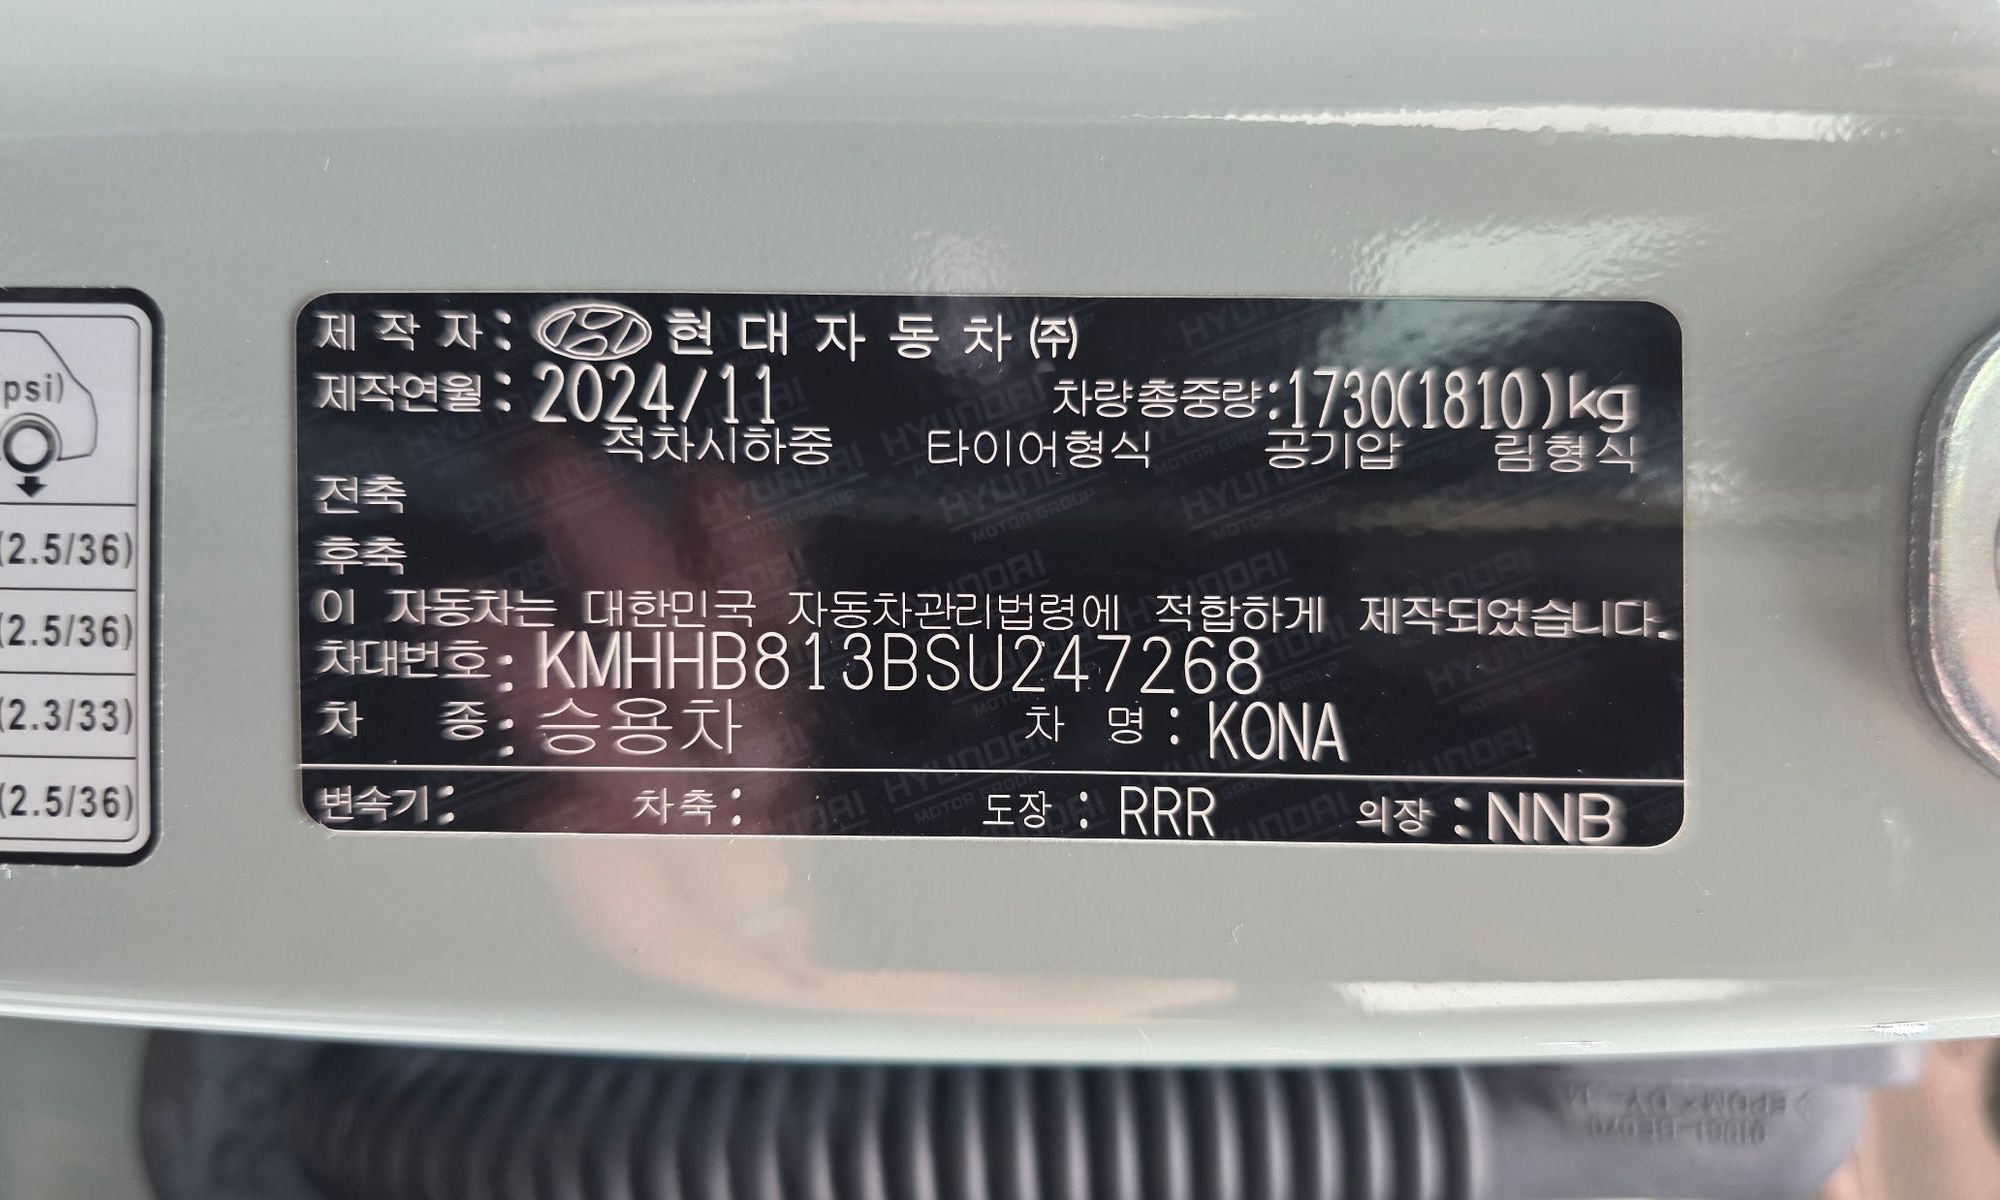 psi)
(2.5/36)
(2.5/36)
(2.3/33)
(2.5/36)
제 작 자 : 현 대 자 동 차 ㈜
제작연월 : 2024/11 차량총중량:1730(1810)kg
적차시하중 타이어형식 공기압 림형식
전축
후축
이 자동차는 대한민국 자동차관리법령에 적합하게 제작되었습니다.
차대번호 : KMHHB813BSU247268
차 종 : 승용차 차 명 : KONA
변속기 : 차축 : 도장 : RRR 의장 : NNB
HYUNDAI
MOTOR GROUP